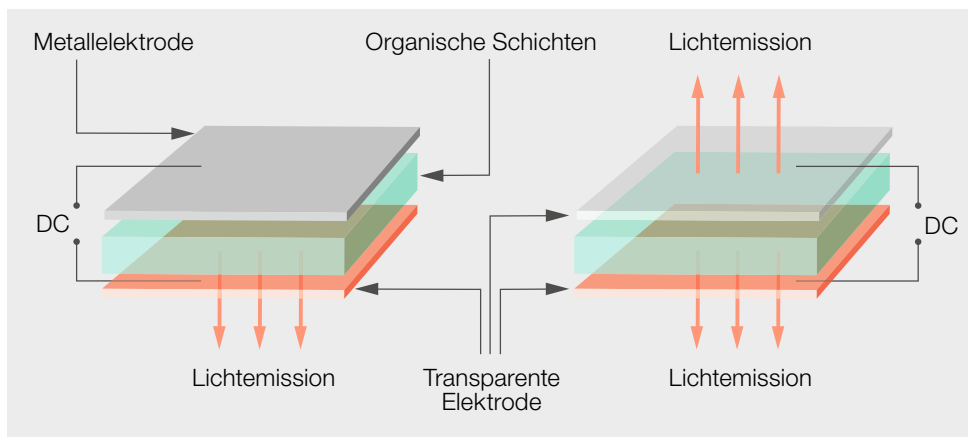 Metallelektrode
Organische Schichten
Lichtemission
DC
DC
Lichtemission
Transparente
Elektrode
Lichtemission